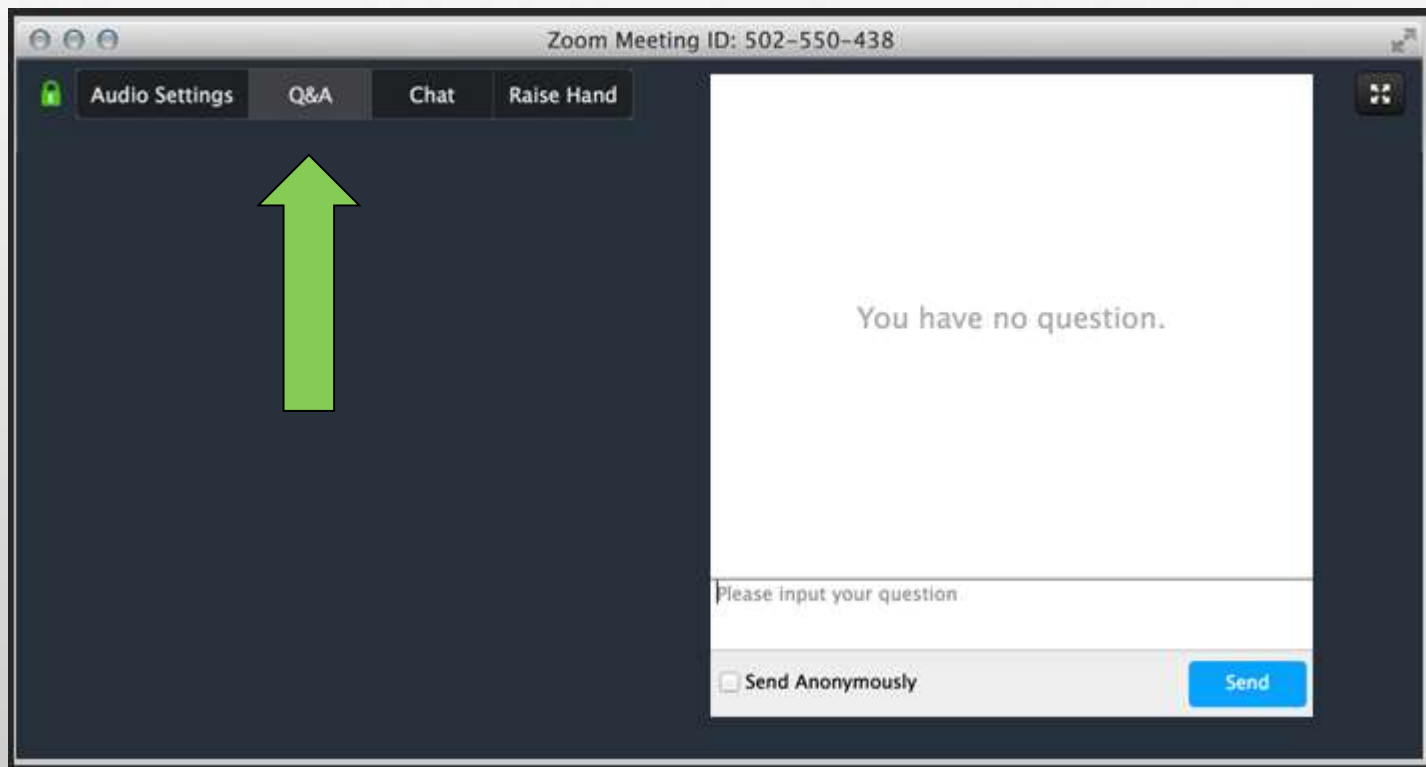 Zoom Meeting ID: 502-550-438
Audio Settings Q&A Chat Raise Hand
You have no question.
Please input your question
Send Anonymously Send